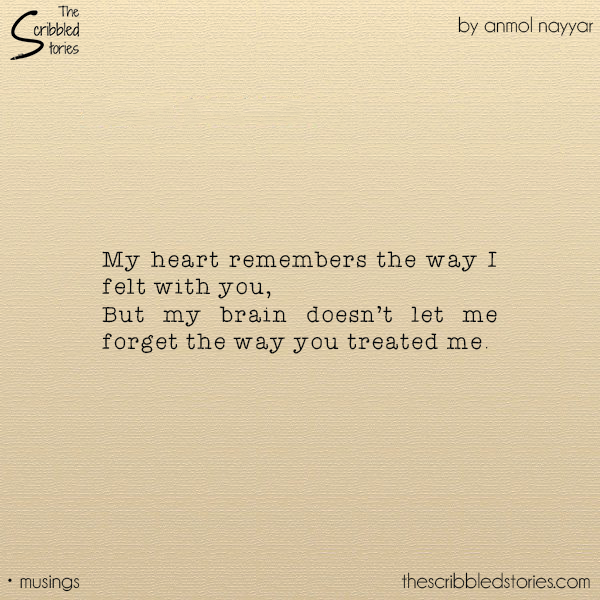 The
Scribbled
Stories
by anmol nayyar
My heart remembers the way I
felt with you,
But my brain doesn't let me
forget the way you treated me.
• musings
thescribbledstories.com